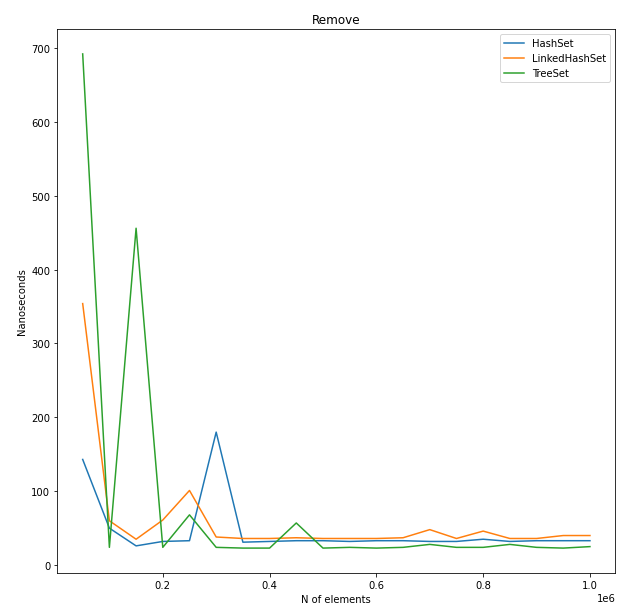 Remove
HashSet
LinkedHashSet
TreeSet
Nanoseconds
700
600
500
400
300
200
100
0
0.2
0.4
0.6
0.8
1.0
1e6
N of elements